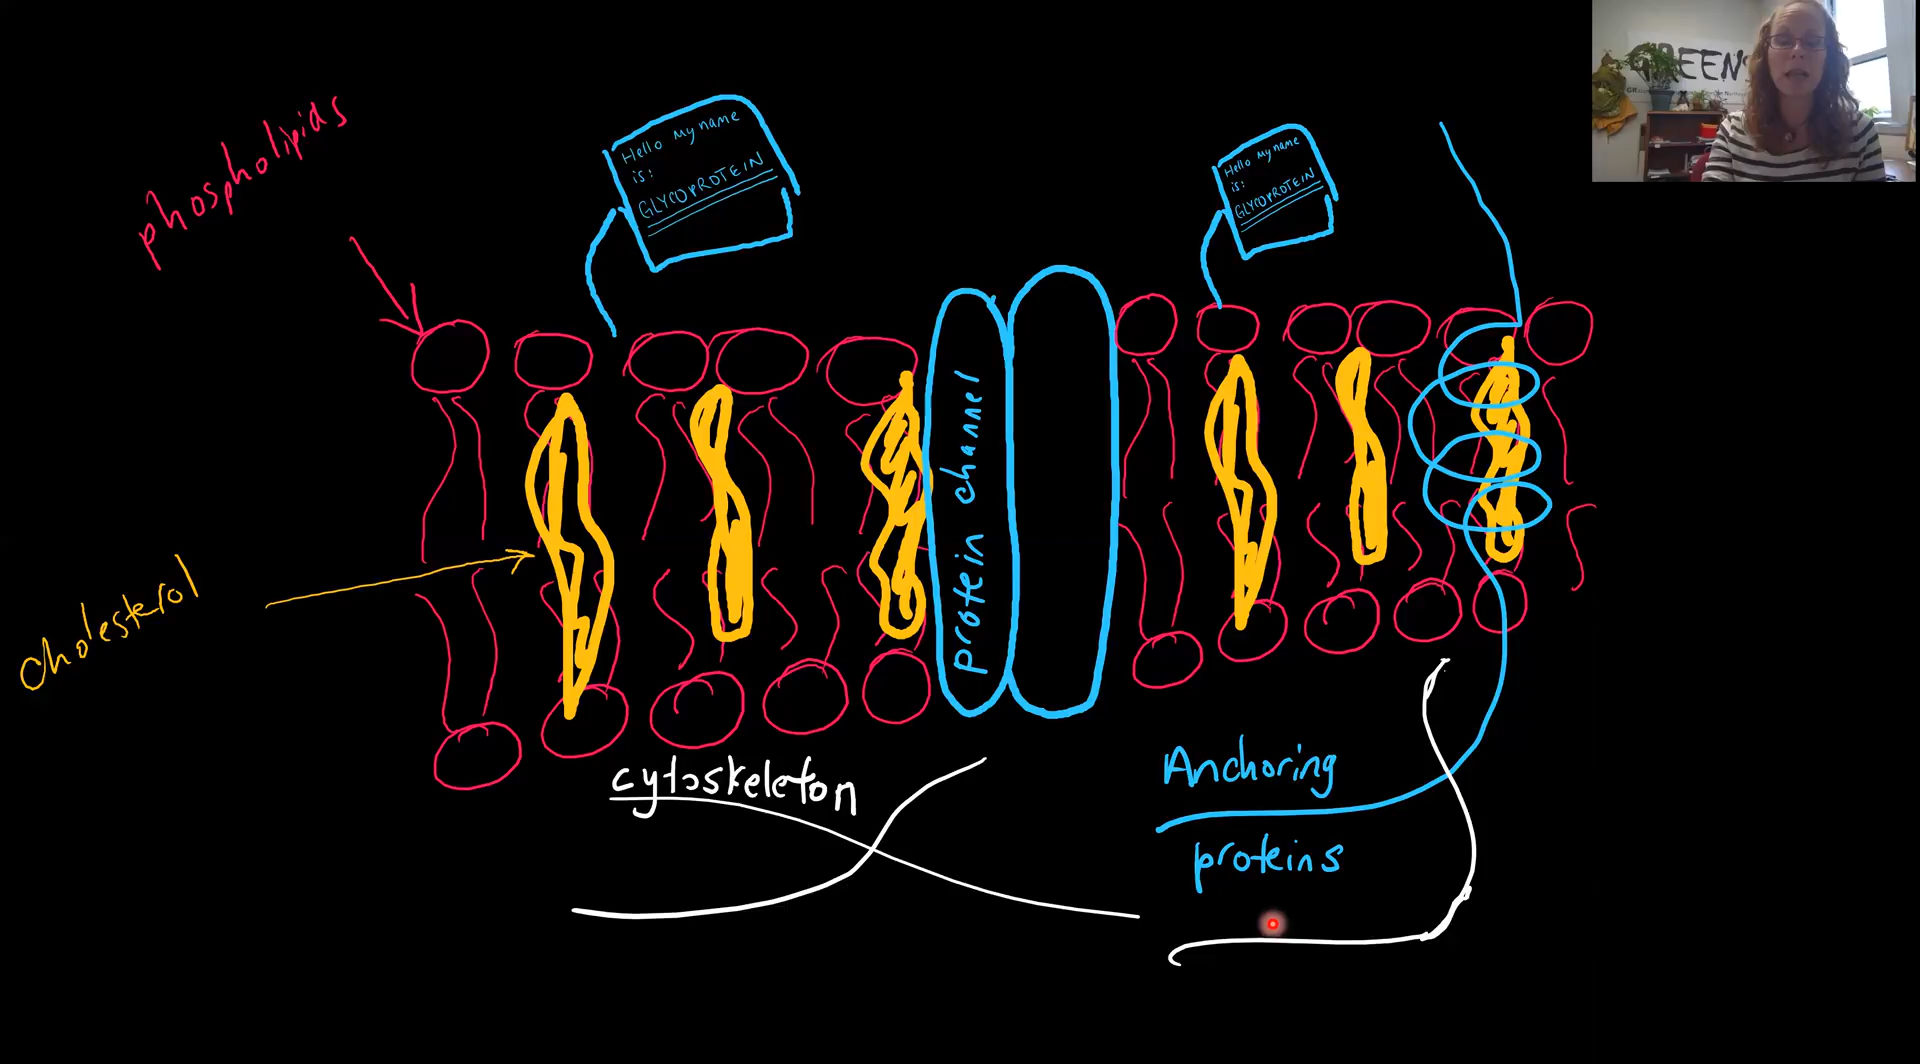 phospholipids
Hello My name
is:
GLYCOPROTEIN
Hello My name
is:
GLYCOPROTEIN
protein channel
cholesterol
cytoskeleton
Anchoring
proteins